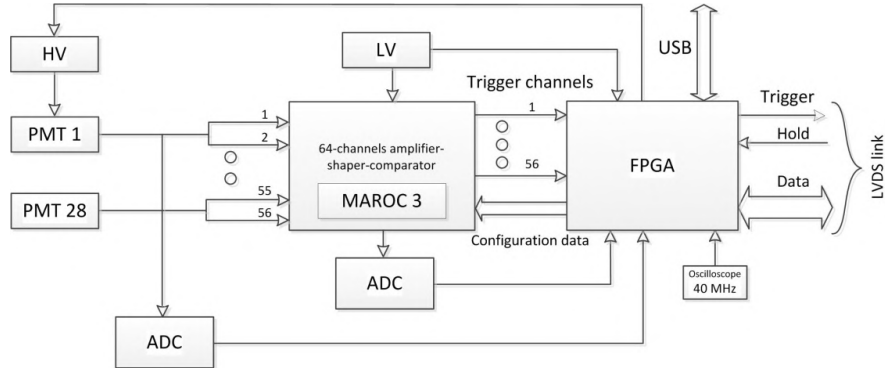 HV
LV
USB
Trigger channels
Trigger
PMT 1
1
2
64-channels amplifier-
shaper-comparator
1
FPGA
Hold
LVDS link
55
56
MAROC 3
56
Data
PMT 28
Configuration data
ADC
Oscilloscope
40 MHz
ADC